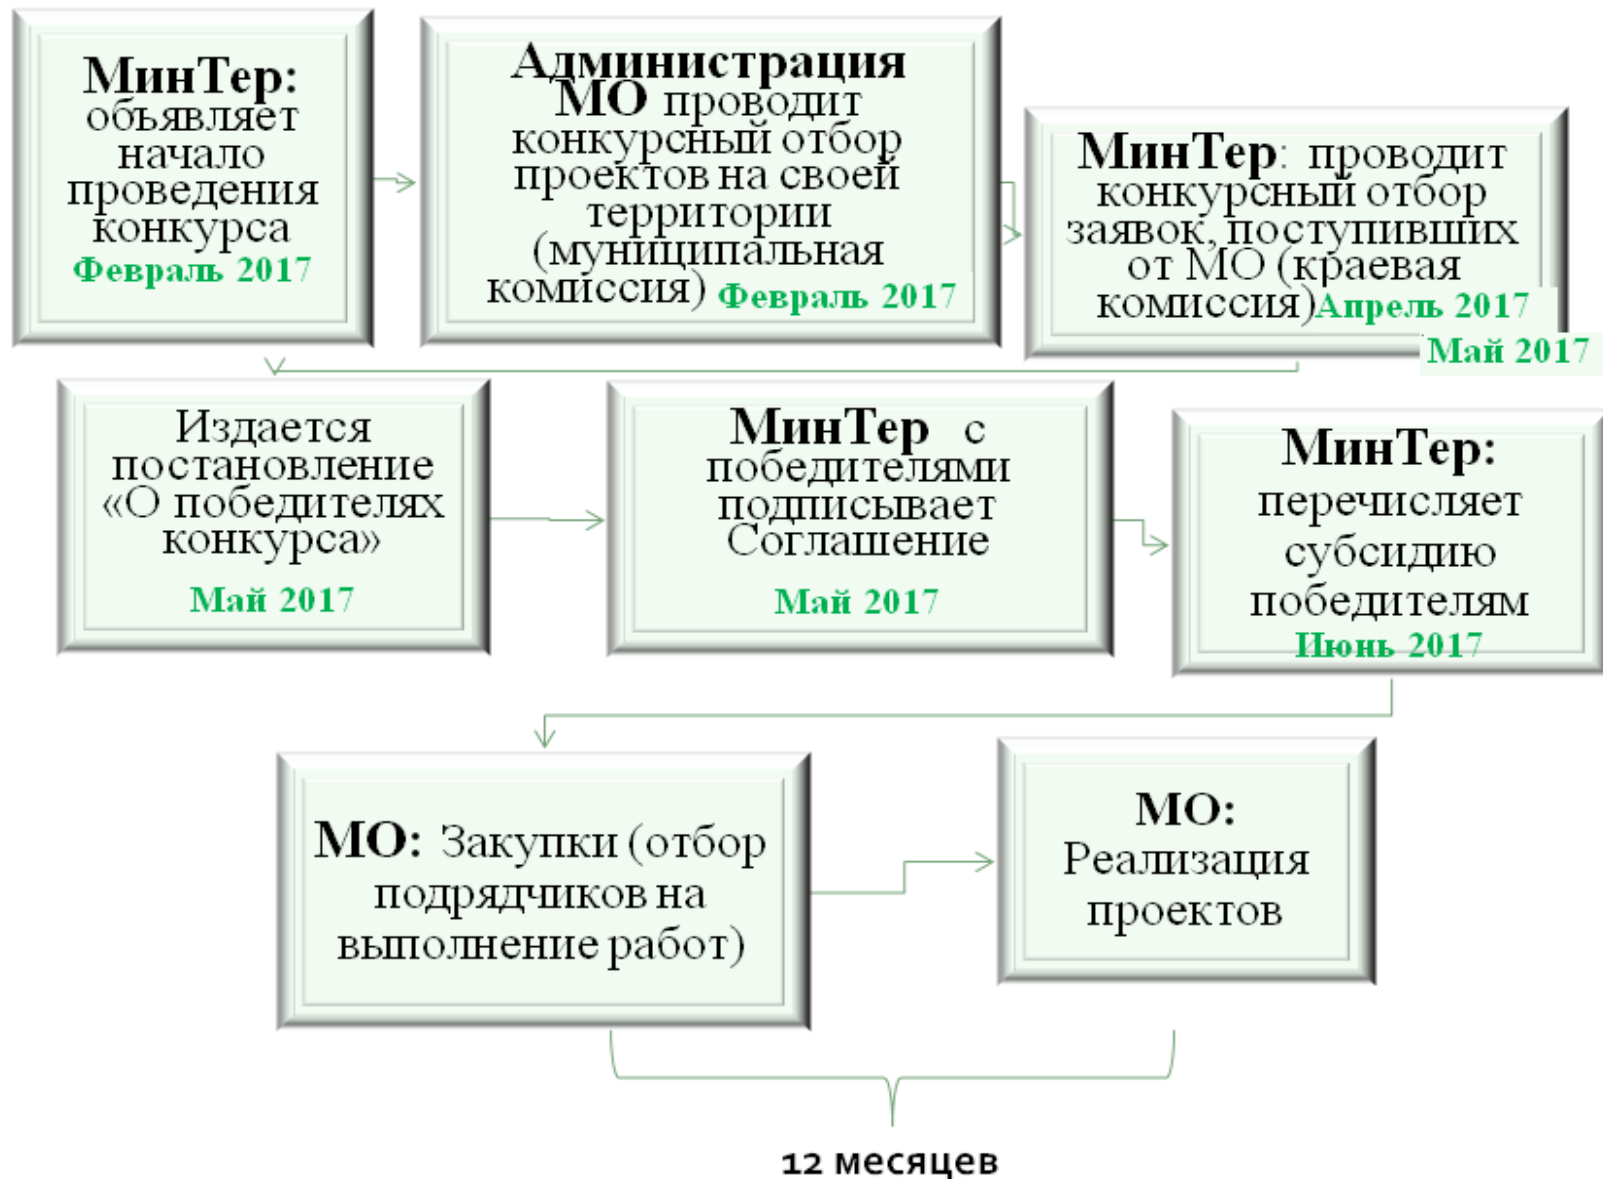 МинТер:
объявляет
начало
проведения
конкурса
Февраль 2017
Администрация
МО проводит
конкурсный отбор
проектов на своей
территории
(муниципальная
комиссия) Февраль 2017
МинТер: проводит
конкурсный отбор
заявок, поступивших
от МО (краевая
комиссия) Апрель 2017
Май 2017
Издается
постановление
«О победителях
конкурса»
Май 2017
МинТер с
победителями
подписывает
Соглашение
Май 2017
МинТер:
перечисляет
субсидию
победителям
Июнь 2017
МО: Закупки (отбор
подрядчиков на
выполнение работ)
МО:
Реализация
проектов
12 месяцев